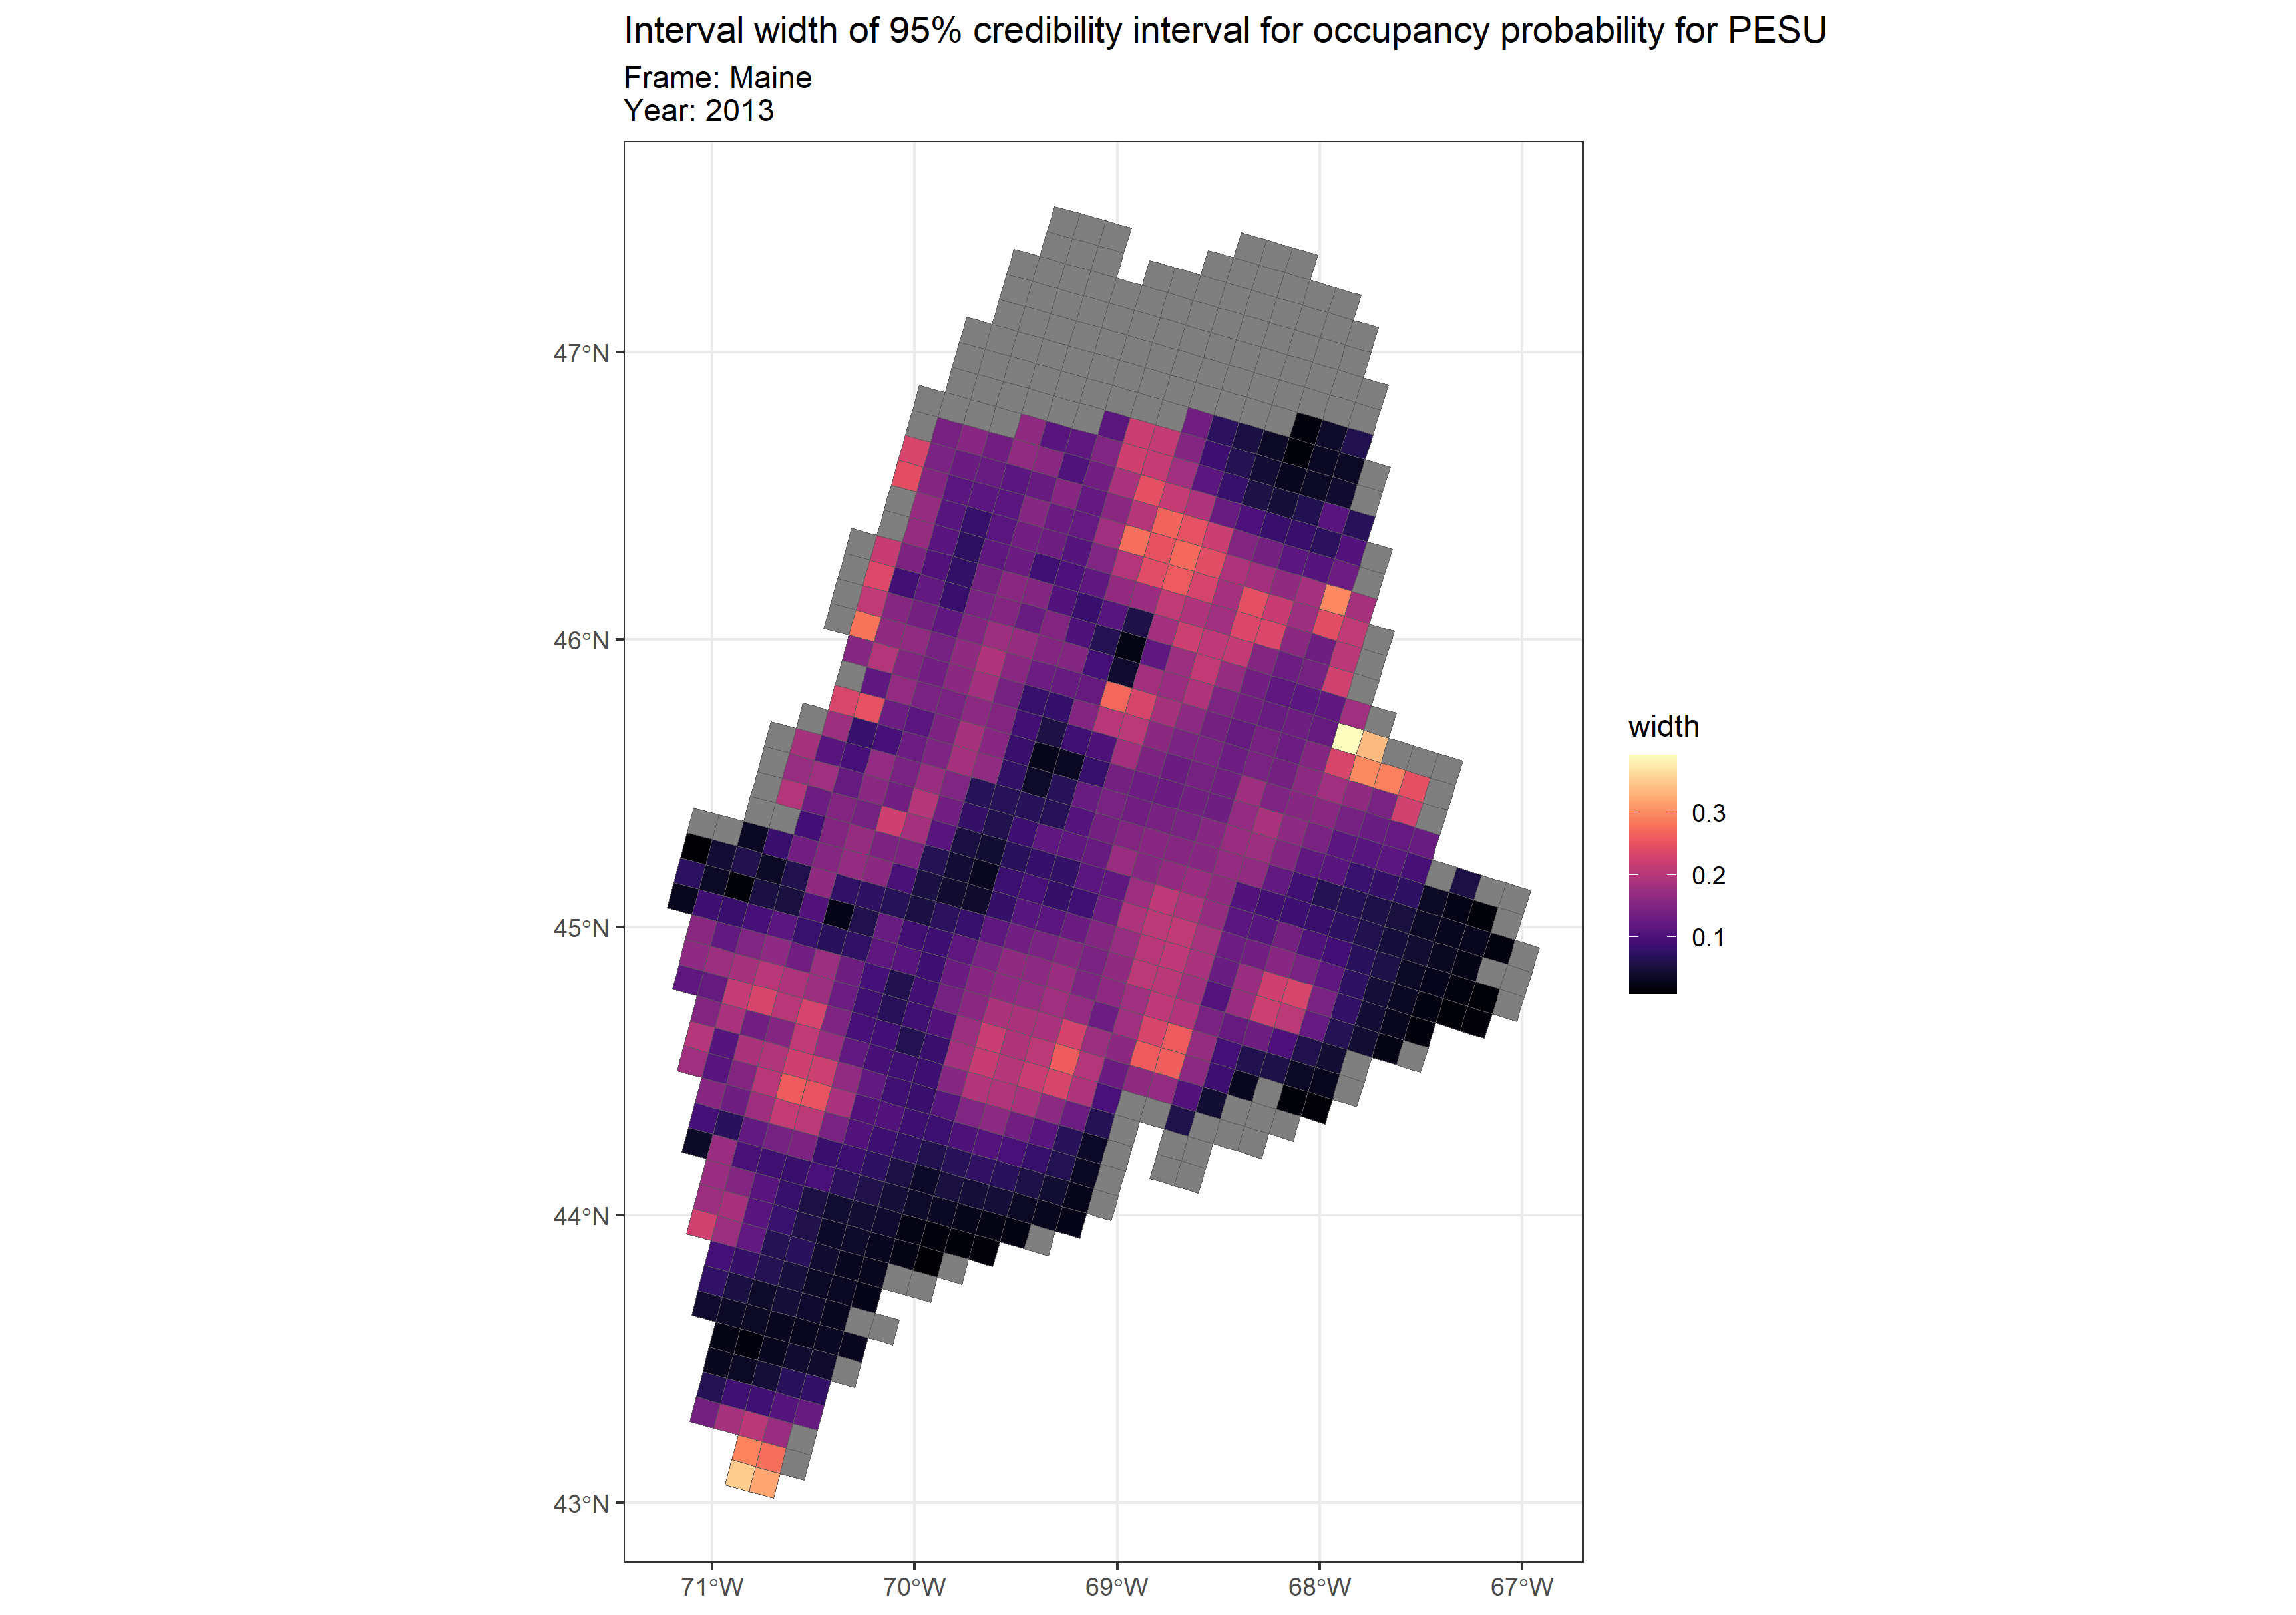 Interval width of 95% credibility interval for occupancy probability for PESU
Frame: Maine
Year: 2013
47°N
46°N
45°N
44°N
43°N
71°W
70°W
69°W
68°W
67°W
width
0.3
0.2
0.1